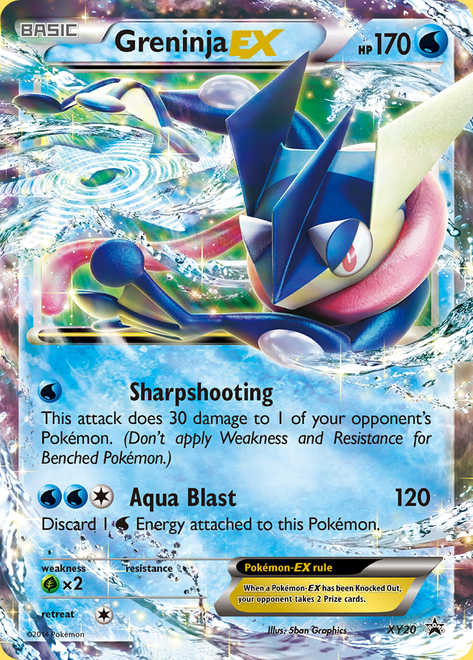 BASIC
Greninja EX HP 170
Sharpshooting
This attack does 30 damage to 1 of your opponent's
Pokémon. (Don't apply Weakness and Resistance for
Benched Pokémon.)
Aqua Blast 120
Discard 1 Energy attached to this Pokémon.
weakness resistance
×2
retreat
Pokémon-EX rule
When a Pokémon-EX has been Knocked Out,
your opponent takes 2 Prize cards.
©2014 Pokémon
Illus. 5ban Graphics
XY20